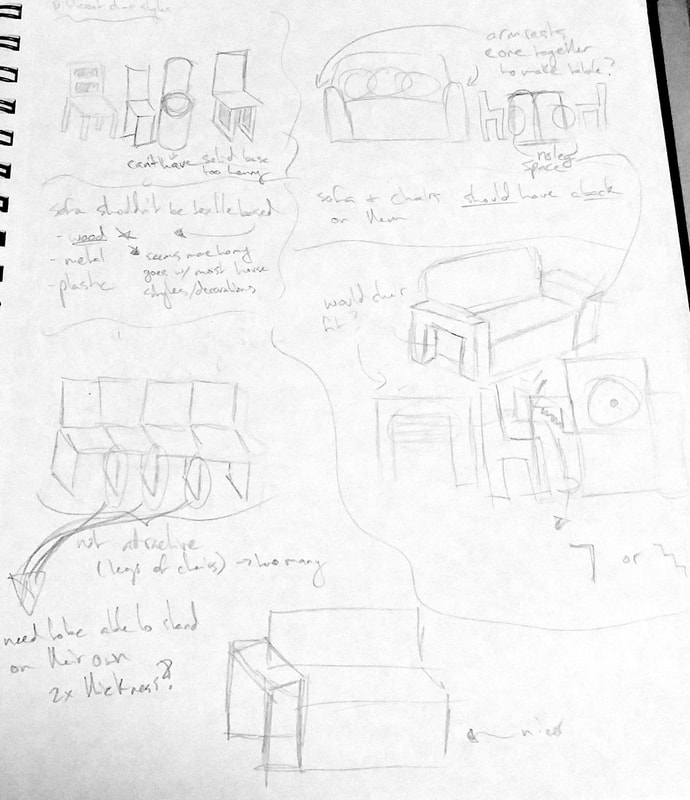 chair styles
can't have solid base
too heavy
armrests
come together
to make table?
no leg
space
sofa shouldn't be textile based
- wood
- metal
- plastic
seems more homey
goes w/ most house
styles/decorations
sofa + chairs should have a back
on them
would chair
fit?
not attractive
(legs of chairs) → too many
need to be able to stand
on their own
2x thickness?
or
nicer